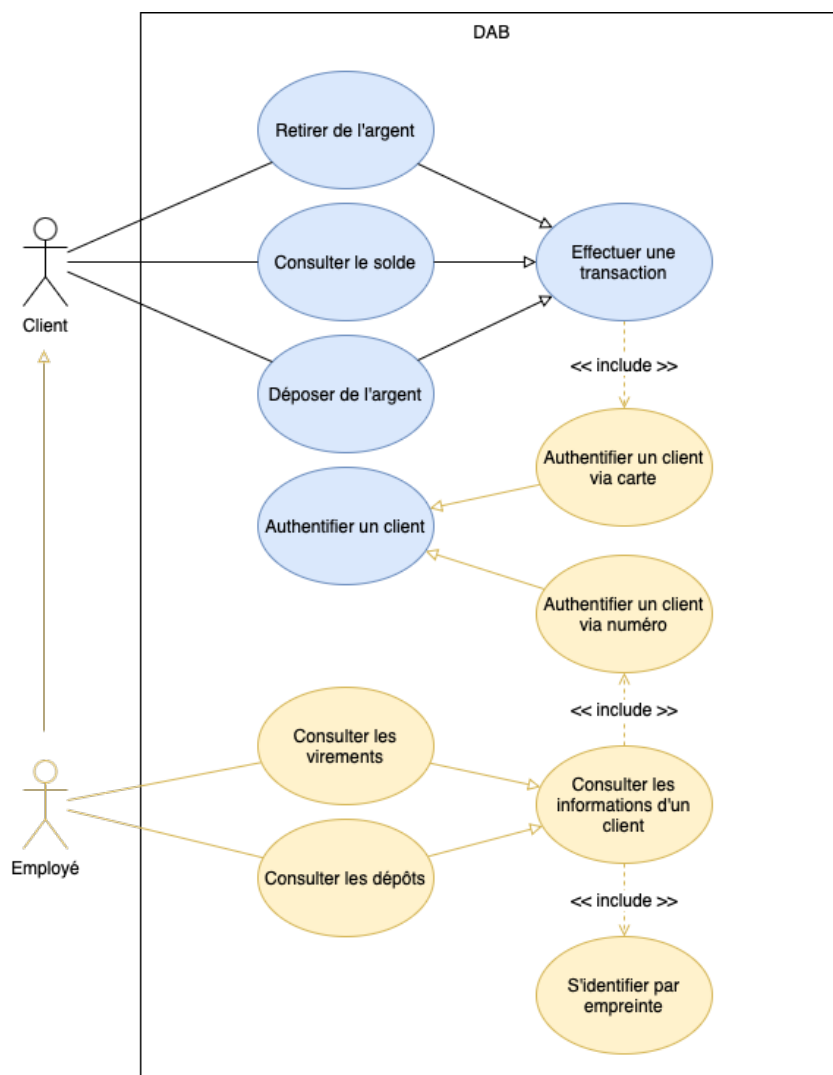 DAB
Retirer de l'argent
Effectuer une
transaction
Consulter le solde
Client
<< include >>
Déposer de l'argent
Authentifier un client
via carte
Authentifier un client
Authentifier un client
via numéro
<< include >>
Consulter les
virements
Consulter les
informations d'un
client
Employé
Consulter les dépôts
<< include >>
S'identifier par
empreinte